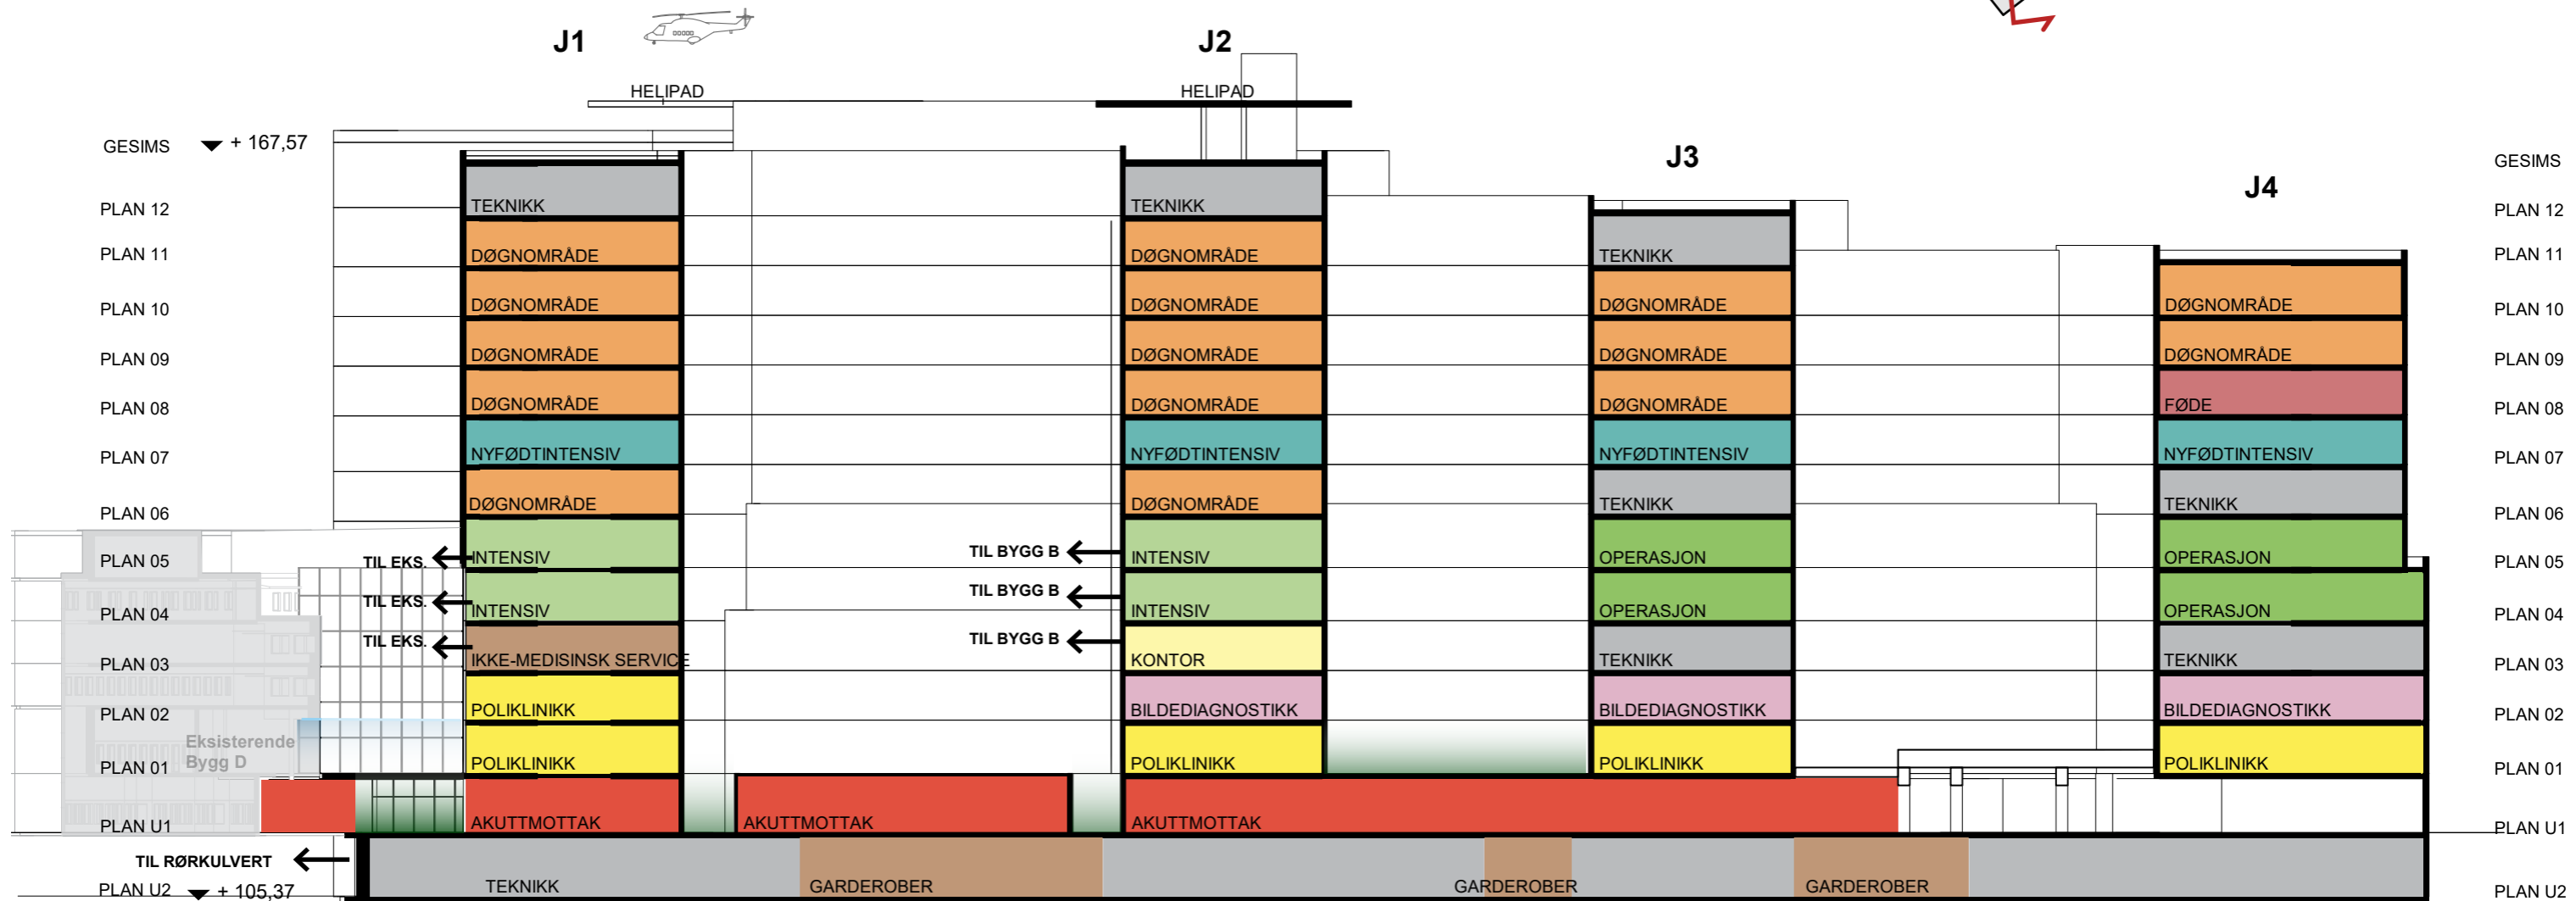 J1
J2
HELIPAD
HELIPAD
GESIMS
+ 167,57
J3
GESIMS
J4
PLAN 12
TEKNIKK
TEKNIKK
PLAN 12
PLAN 11
DØGNOMRÅDE
DØGNOMRÅDE
TEKNIKK
PLAN 11
PLAN 10
DØGNOMRÅDE
DØGNOMRÅDE
DØGNOMRÅDE
DØGNOMRÅDE
PLAN 10
PLAN 09
DØGNOMRÅDE
DØGNOMRÅDE
DØGNOMRÅDE
DØGNOMRÅDE
PLAN 09
PLAN 08
DØGNOMRÅDE
DØGNOMRÅDE
DØGNOMRÅDE
FØDE
PLAN 08
PLAN 07
NYFØDTINTENSIV
NYFØDTINTENSIV
NYFØDTINTENSIV
NYFØDTINTENSIV
PLAN 07
PLAN 06
DØGNOMRÅDE
DØGNOMRÅDE
TEKNIKK
TEKNIKK
PLAN 06
PLAN 05
TIL EKS.
INTENSIV
TIL BYGG B
INTENSIV
OPERASJON
OPERASJON
PLAN 05
PLAN 04
TIL EKS.
INTENSIV
TIL BYGG B
INTENSIV
OPERASJON
OPERASJON
PLAN 04
PLAN 03
TIL EKS.
IKKE-MEDISINSK SERVICE
TIL BYGG B
KONTOR
TEKNIKK
TEKNIKK
PLAN 03
PLAN 02
POLIKLINIKK
BILDEDIAGNOSTIKK
BILDEDIAGNOSTIKK
BILDEDIAGNOSTIKK
PLAN 02
Eksisterende
Bygg D
PLAN 01
POLIKLINIKK
POLIKLINIKK
POLIKLINIKK
POLIKLINIKK
PLAN 01
PLAN U1
AKUTTMOTTAK
AKUTTMOTTAK
AKUTTMOTTAK
PLAN U1
TIL RØRKULVERT
PLAN U2
+ 105,37
TEKNIKK
GARDEROBER
GARDEROBER
GARDEROBER
PLAN U2